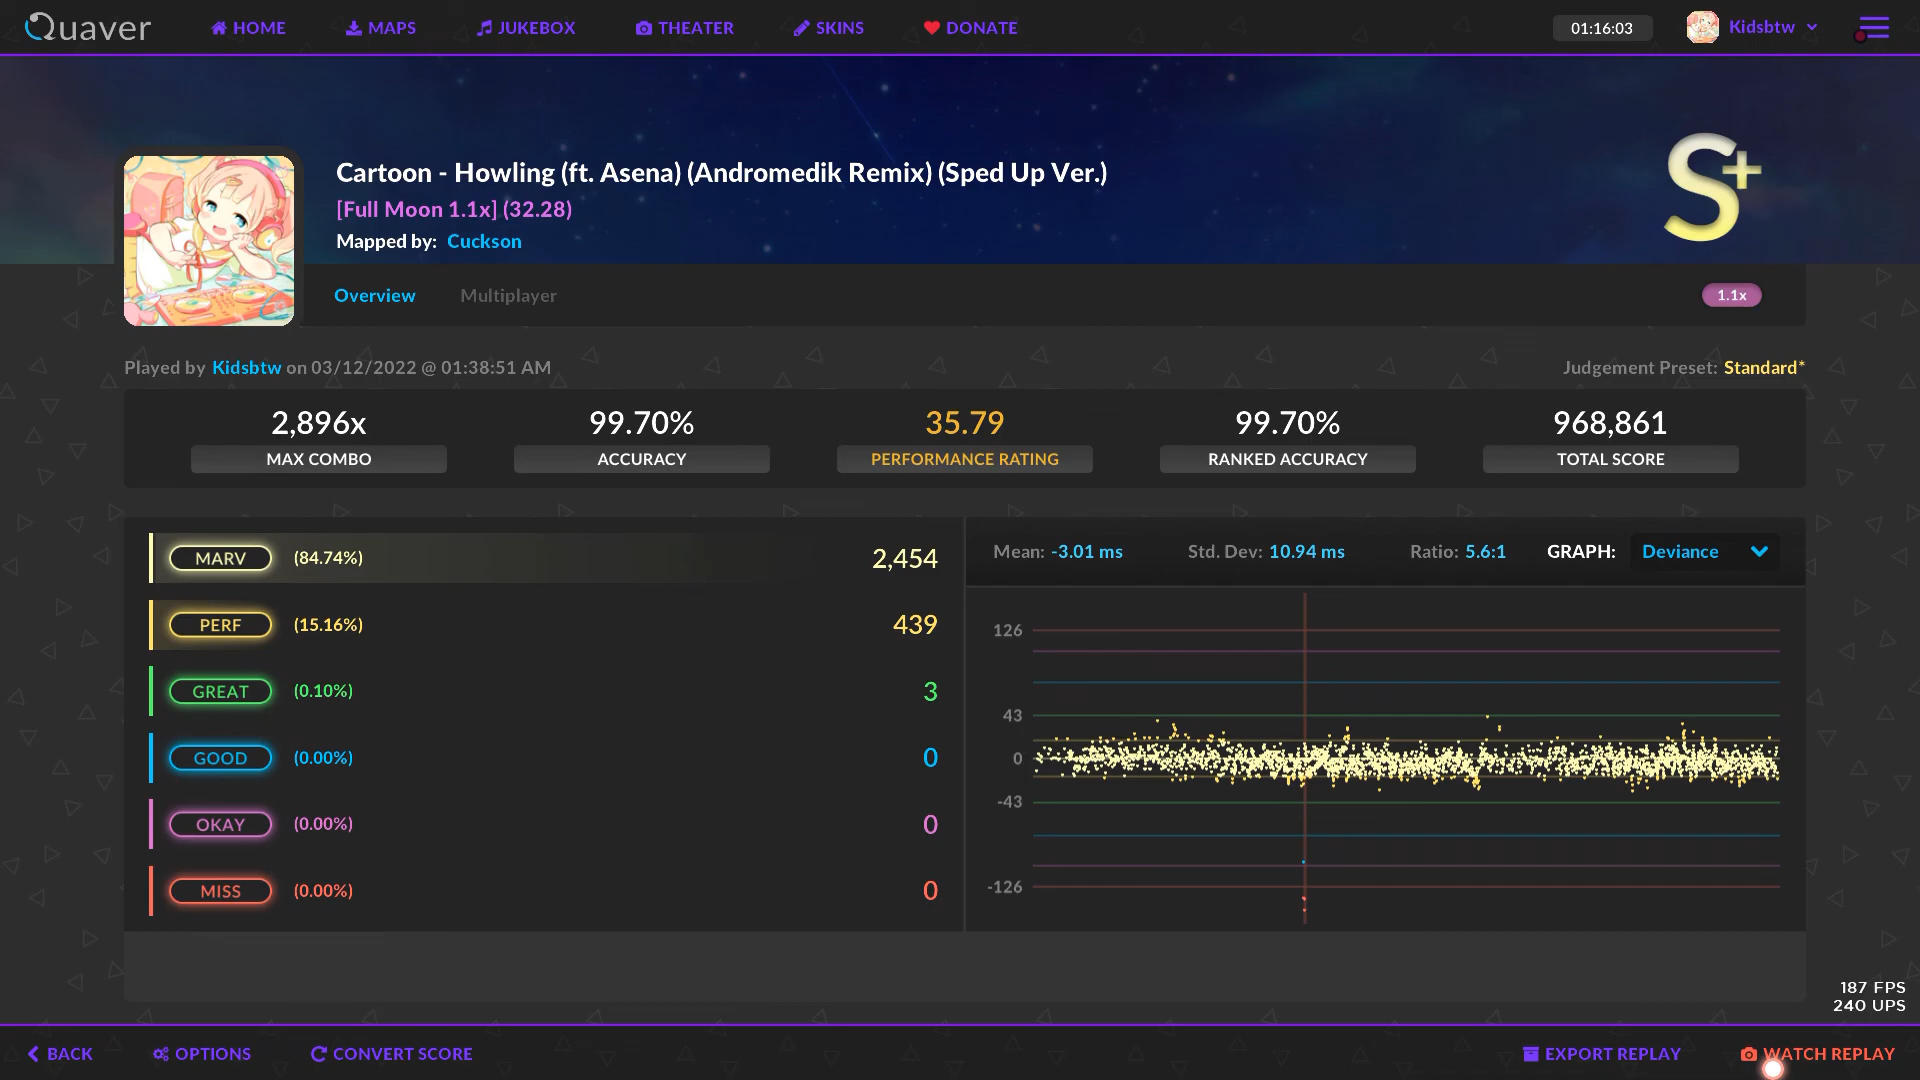 Quaver HOME MAPS JUKEBOX THEATER SKINS DONATE 01:16:03 Kidsbtw
Cartoon - Howling (ft. Asena) (Andromedik Remix) (Sped Up Ver.)
S+
[Full Moon 1.1x] (32.28)
Mapped by: Cuckson
Overview Multiplayer 1.1x
Played by Kidsbtw on 03/12/2022 @ 01:38:51 AM Judgement Preset: Standard*
2,896x 99.70% 35.79 99.70% 968,861
MAX COMBO ACCURACY PERFORMANCE RATING RANKED ACCURACY TOTAL SCORE
MARV (84.74%) 2,454
PERF (15.16%) 439
GREAT (0.10%) 3
GOOD (0.00%) 0
OKAY (0.00%) 0
MISS (0.00%) 0
Mean: -3.01 ms Std. Dev: 10.94 ms Ratio: 5.6:1 GRAPH: Deviance
126
43
0
-43
-126
187 FPS
240 UPS
BACK OPTIONS CONVERT SCORE EXPORT REPLAY WATCH REPLAY